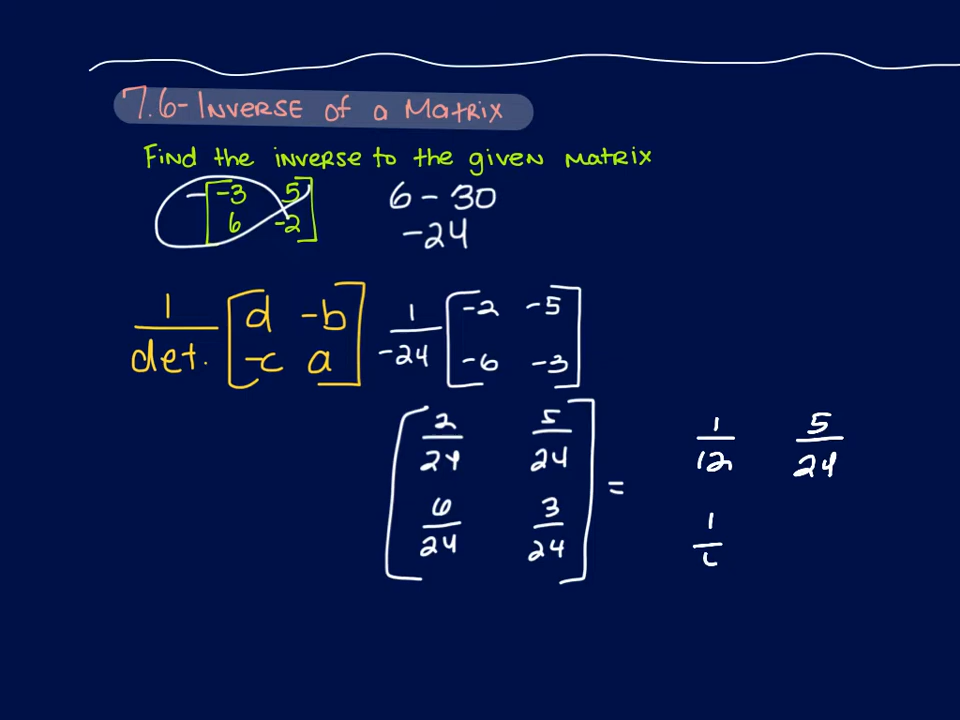 7.6- Inverse of a Matrix
Find the inverse to the given matrix
-3 5
6 -2
6 - 30
-24
1/det. [d -b
-c a]
1/-24 [-2 -5
-6 -3]
[2/24 5/24
6/24 3/24] = 1/12 5/24
1/